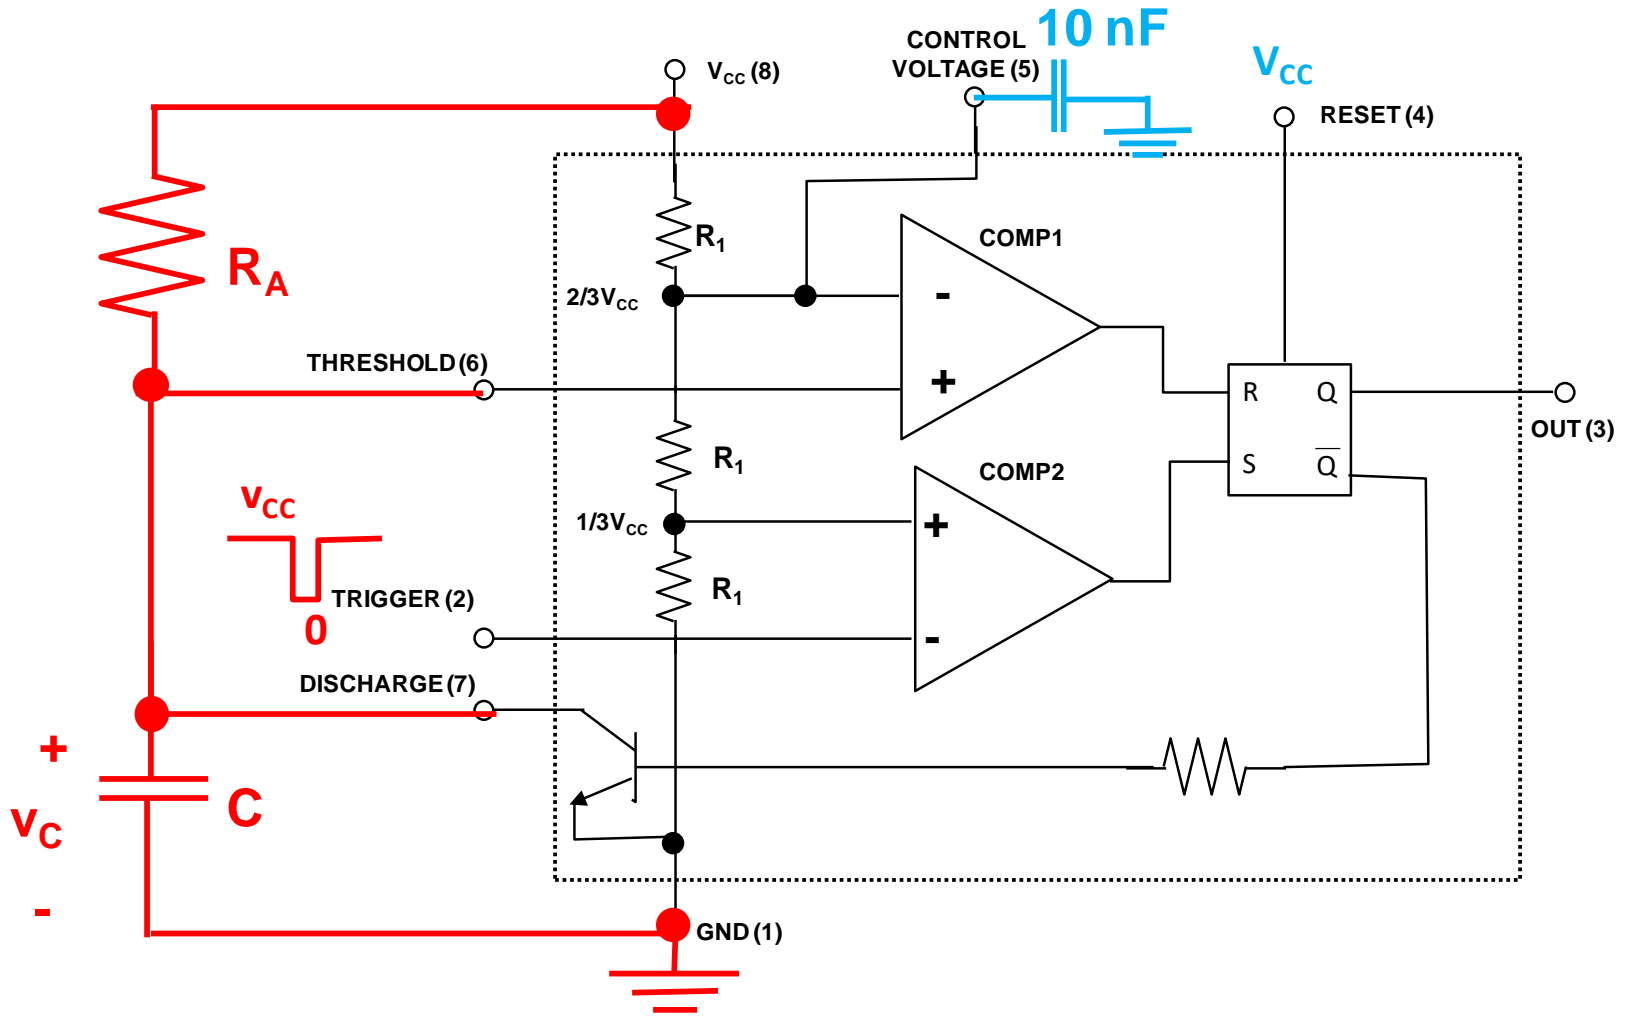 10 nF
CONTROL
VOLTAGE (5)
VCC
VCC (8)
RESET (4)
R1
COMP1
RA
2/3VCC
-
THRESHOLD (6)
+
R Q
OUT (3)
R1
COMP2
S Q̅
vCC
1/3VCC
+
R1
TRIGGER (2)
0
-
DISCHARGE (7)
+
C
vC
-
GND (1)